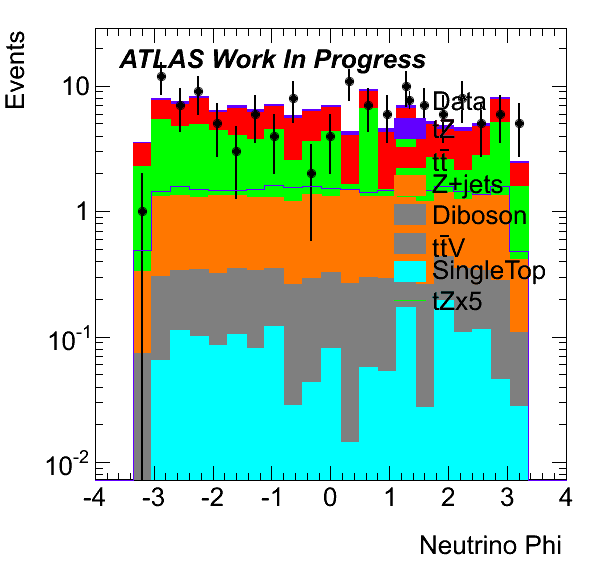 Events
ATLAS Work In Progress
10
1
10-1
10-2
Data
tZ
tt̄
Z+jets
Diboson
tt̄V
SingleTop
tZx5
-4 -3 -2 -1 0 1 2 3 4
Neutrino Phi